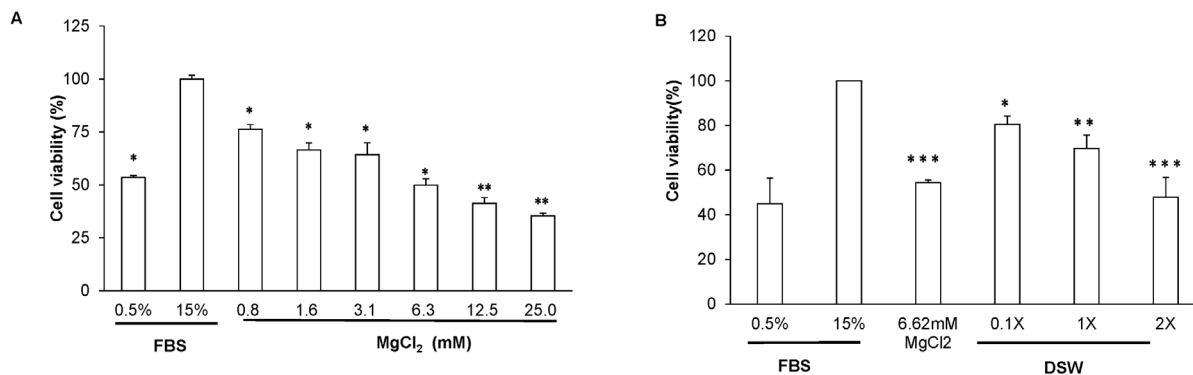 A
Cell viability (%)
125
100
75
50
25
0
*
*
*
*
*
**
**
0.5% 15% 0.8 1.6 3.1 6.3 12.5 25.0
FBS MgCl2 (mM)
B
Cell viability(%)
120
100
80
60
40
20
0
***
*
**
***
0.5% 15% 6.62mM 0.1X 1X 2X
MgCl2
FBS DSW